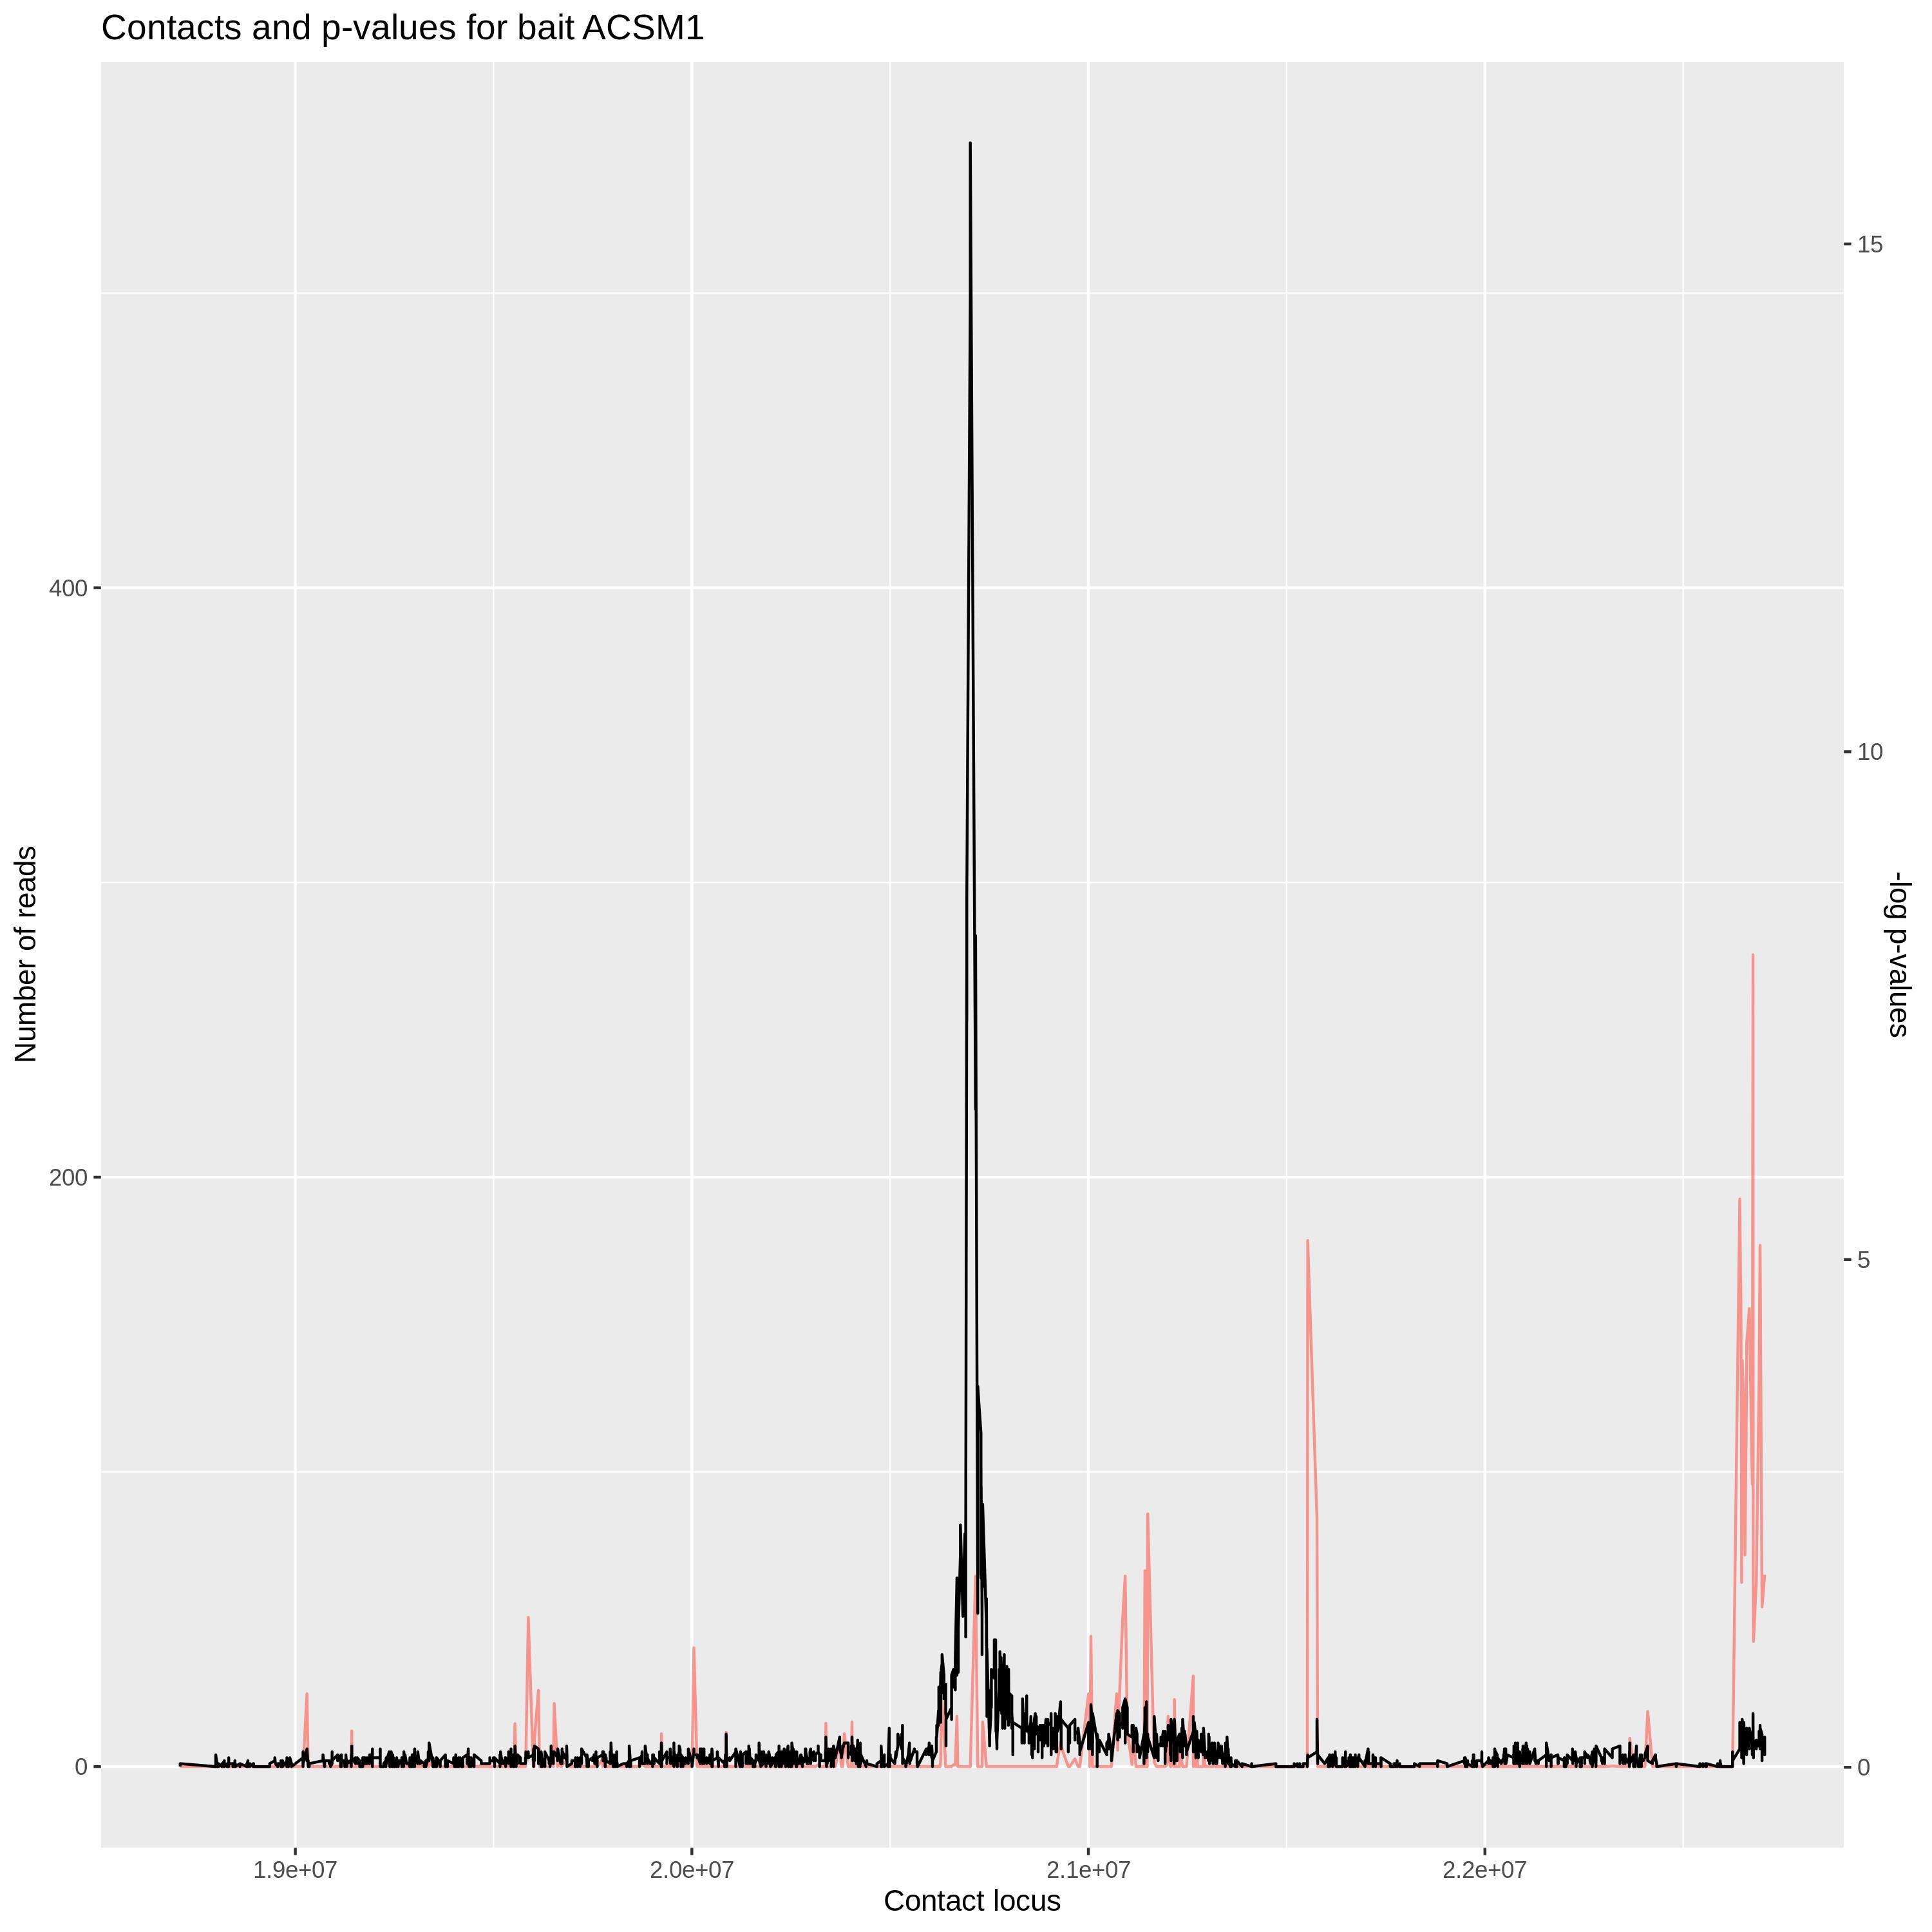 Contacts and p-values for bait ACSM1
Number of reads
400
200
0
15
10
5
0
-log p-values
1.9e+07
2.0e+07
2.1e+07
2.2e+07
Contact locus